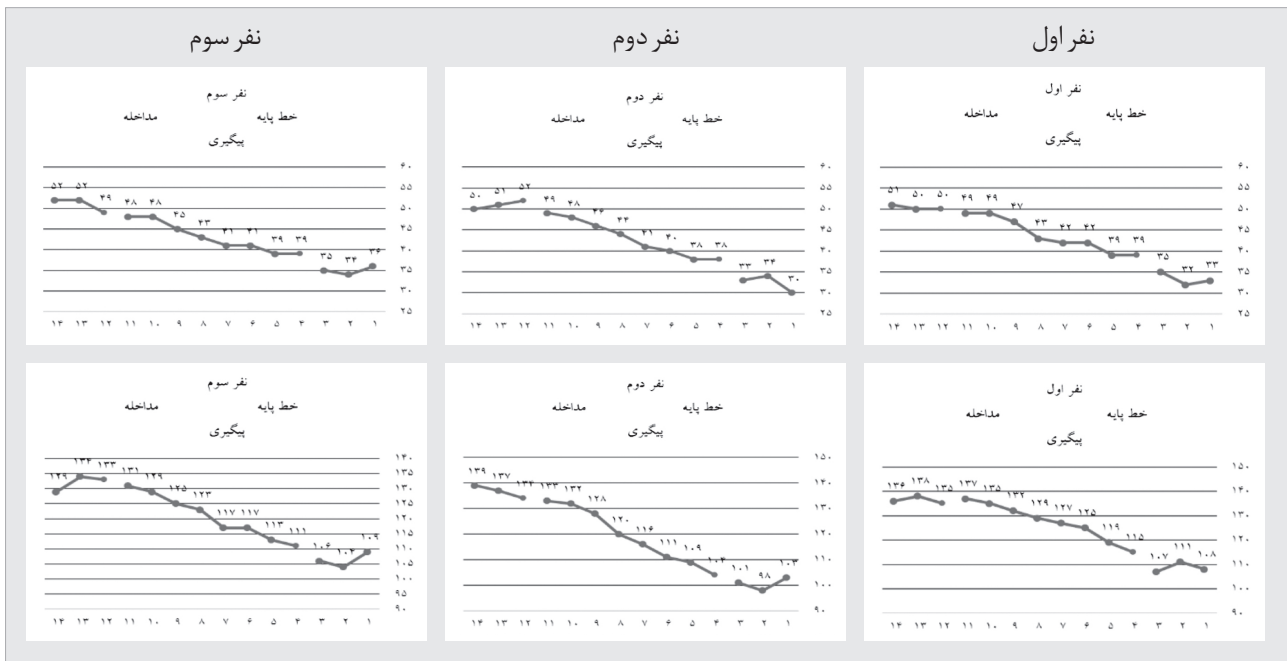 نفر اول
نفر دوم
نفر سوم
نفر اول
خط پایه مداخله
پیگیری
۶۰
۵۵
۵۰
۴۵
۴۰
۳۵
۳۰
۲۵
۳۳ ۳۲ ۳۵ ۳۹ ۳۹ ۴۲ ۴۲ ۴۳ ۴۷ ۴۹ ۴۹ ۵۰ ۵۰ ۵۱
۱ ۲ ۳ ۴ ۵ ۶ ۷ ۸ ۹ ۱۰ ۱۱ ۱۲ ۱۳ ۱۴
نفر دوم
خط پایه مداخله
پیگیری
۶۰
۵۵
۵۰
۴۵
۴۰
۳۵
۳۰
۲۵
۳۰ ۳۴ ۳۳ ۳۸ ۳۸ ۴۰ ۴۱ ۴۴ ۴۶ ۴۸ ۴۹ ۵۲ ۵۱ ۵۰
۱ ۲ ۳ ۴ ۵ ۶ ۷ ۸ ۹ ۱۰ ۱۱ ۱۲ ۱۳ ۱۴
نفر سوم
خط پایه مداخله
پیگیری
۶۰
۵۵
۵۰
۴۵
۴۰
۳۵
۳۰
۲۵
۳۶ ۳۴ ۳۵ ۳۹ ۳۹ ۴۱ ۴۱ ۴۳ ۴۵ ۴۸ ۴۸ ۴۹ ۵۲ ۵۲
۱ ۲ ۳ ۴ ۵ ۶ ۷ ۸ ۹ ۱۰ ۱۱ ۱۲ ۱۳ ۱۴
نفر اول
خط پایه مداخله
پیگیری
۱۵۰
۱۴۰
۱۳۰
۱۲۰
۱۱۰
۱۰۰
۹۰
۱۰۸ ۱۱۱ ۱۰۷ ۱۱۵ ۱۱۹ ۱۲۵ ۱۲۷ ۱۲۹ ۱۳۲ ۱۳۵ ۱۳۷ ۱۳۵ ۱۳۸ ۱۳۶
۱ ۲ ۳ ۴ ۵ ۶ ۷ ۸ ۹ ۱۰ ۱۱ ۱۲ ۱۳ ۱۴
نفر دوم
خط پایه مداخله
پیگیری
۱۵۰
۱۴۰
۱۳۰
۱۲۰
۱۱۰
۱۰۰
۹۰
۱۰۳ ۹۸ ۱۰۱ ۱۰۴ ۱۰۹ ۱۱۱ ۱۱۶ ۱۲۰ ۱۲۸ ۱۳۲ ۱۳۳ ۱۳۴ ۱۳۷ ۱۳۹
۱ ۲ ۳ ۴ ۵ ۶ ۷ ۸ ۹ ۱۰ ۱۱ ۱۲ ۱۳ ۱۴
نفر سوم
خط پایه مداخله
پیگیری
۱۴۰
۱۳۵
۱۳۰
۱۲۵
۱۲۰
۱۱۵
۱۱۰
۱۰۵
۱۰۰
۹۵
۹۰
۱۰۹ ۱۰۴ ۱۰۶ ۱۱۱ ۱۱۳ ۱۱۷ ۱۱۷ ۱۲۳ ۱۲۵ ۱۲۹ ۱۳۱ ۱۳۳ ۱۳۴ ۱۲۹
۱ ۲ ۳ ۴ ۵ ۶ ۷ ۸ ۹ ۱۰ ۱۱ ۱۲ ۱۳ ۱۴